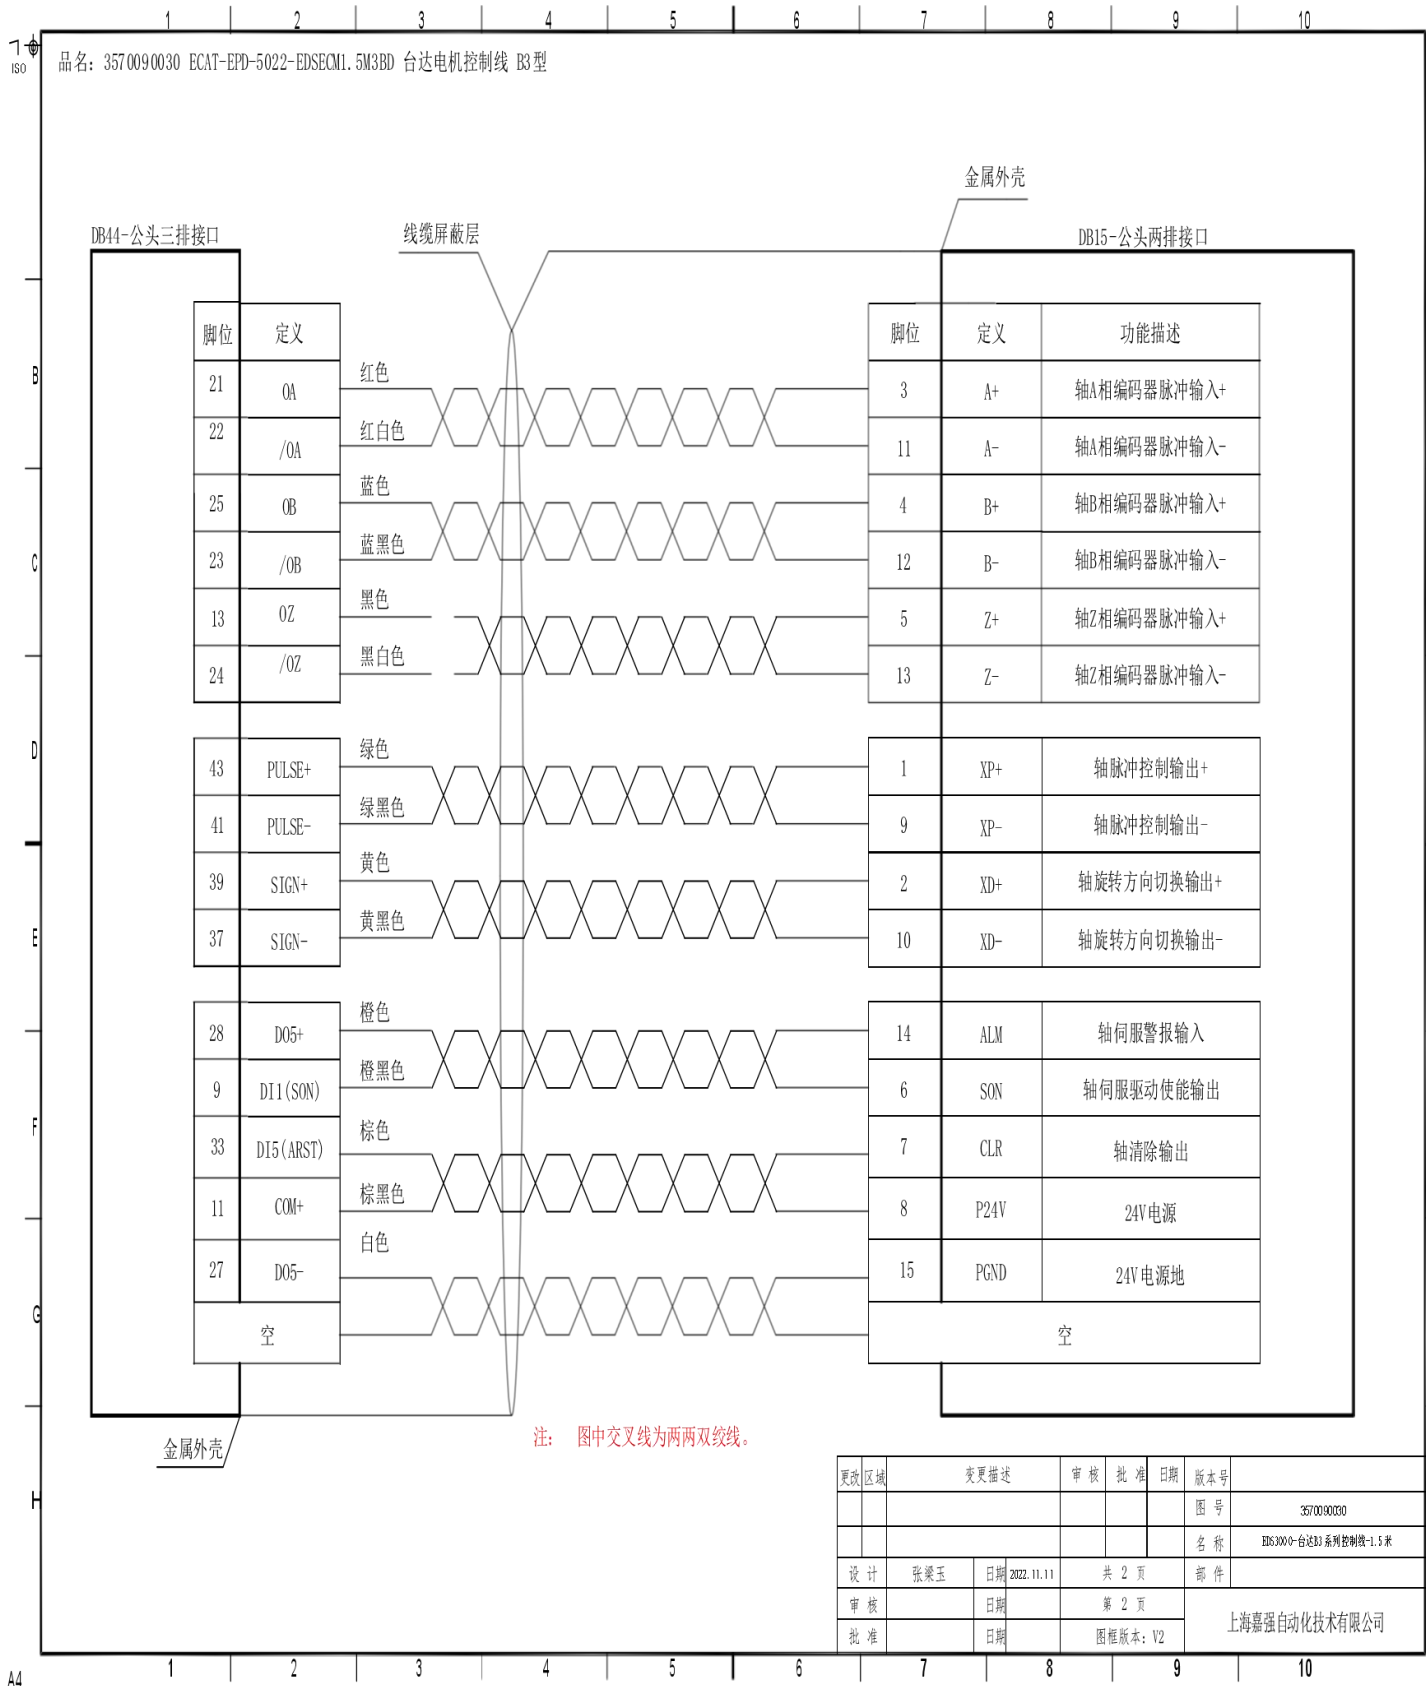 1 2 3 4 5 6 7 8 9 10
ISO
品名: 3570090030 ECAT-EPD-5022-EDSECM1.5M3BD 台达电机控制线 B3型
金属外壳
DB44-公头三排接口 线缆屏蔽层 DB15-公头两排接口
脚位 定义 脚位 定义 功能描述
B 21 OA 红色 3 A+ 轴A相编码器脉冲输入+
22 /OA 红白色 11 A- 轴A相编码器脉冲输入-
25 OB 蓝色 4 B+ 轴B相编码器脉冲输入+
C 23 /OB 蓝黑色 12 B- 轴B相编码器脉冲输入-
13 OZ 黑色 5 Z+ 轴Z相编码器脉冲输入+
24 /OZ 黑白色 13 Z- 轴Z相编码器脉冲输入-
D 43 PULSE+ 绿色 1 XP+ 轴脉冲控制输出+
41 PULSE- 绿黑色 9 XP- 轴脉冲控制输出-
39 SIGN+ 黄色 2 XD+ 轴旋转方向切换输出+
E 37 SIGN- 黄黑色 10 XD- 轴旋转方向切换输出-
28 DO5+ 橙色 14 ALM 轴伺服警报输入
9 DI1(SON) 橙黑色 6 SON 轴伺服驱动使能输出
F 33 DI5(ARST) 棕色 7 CLR 轴清除输出
11 COM+ 棕黑色 8 P24V 24V电源
27 DO5- 白色 15 PGND 24V电源地
G 空 空
金属外壳
注: 图中交叉线为两两双绞线。
H
更改 区域 变更描述 审 核 批 准 日期 版本号
图 号 3570090030
名 称 EDS3000-台达B3系列控制线-1.5米
设 计 张梁玉 日期 2022.11.11 共 2 页 部 件
审 核 日期 第 2 页
上海嘉强自动化技术有限公司
批 准 日期 图框版本: V2
1 2 3 4 5 6 7 8 9 10
A4